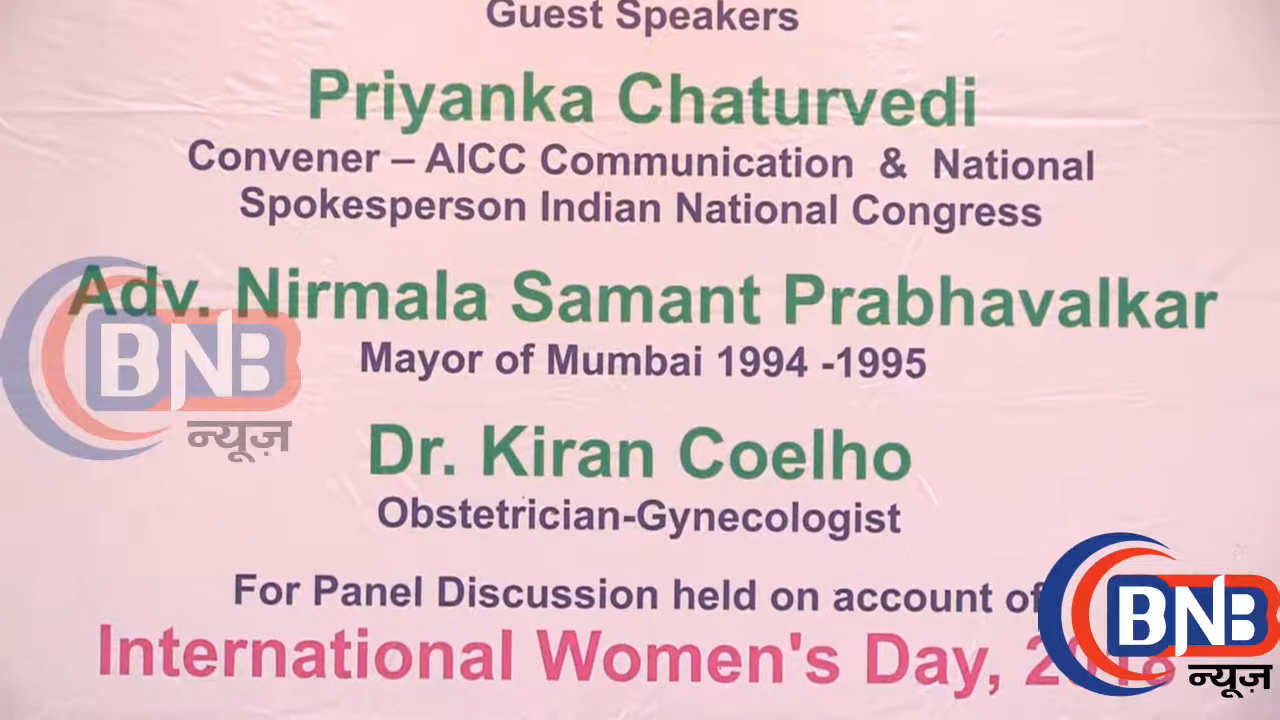 Guest Speakers
Priyanka Chaturvedi
Convener – AICC Communication & National
Spokesperson Indian National Congress
Adv. Nirmala Samant Prabhavalkar
Mayor of Mumbai 1994 -1995
BNB
न्यूज़
Dr. Kiran Coelho
Obstetrician-Gynecologist
For Panel Discussion held on account of
International Women's Day, 2018
BNB
न्यूज़